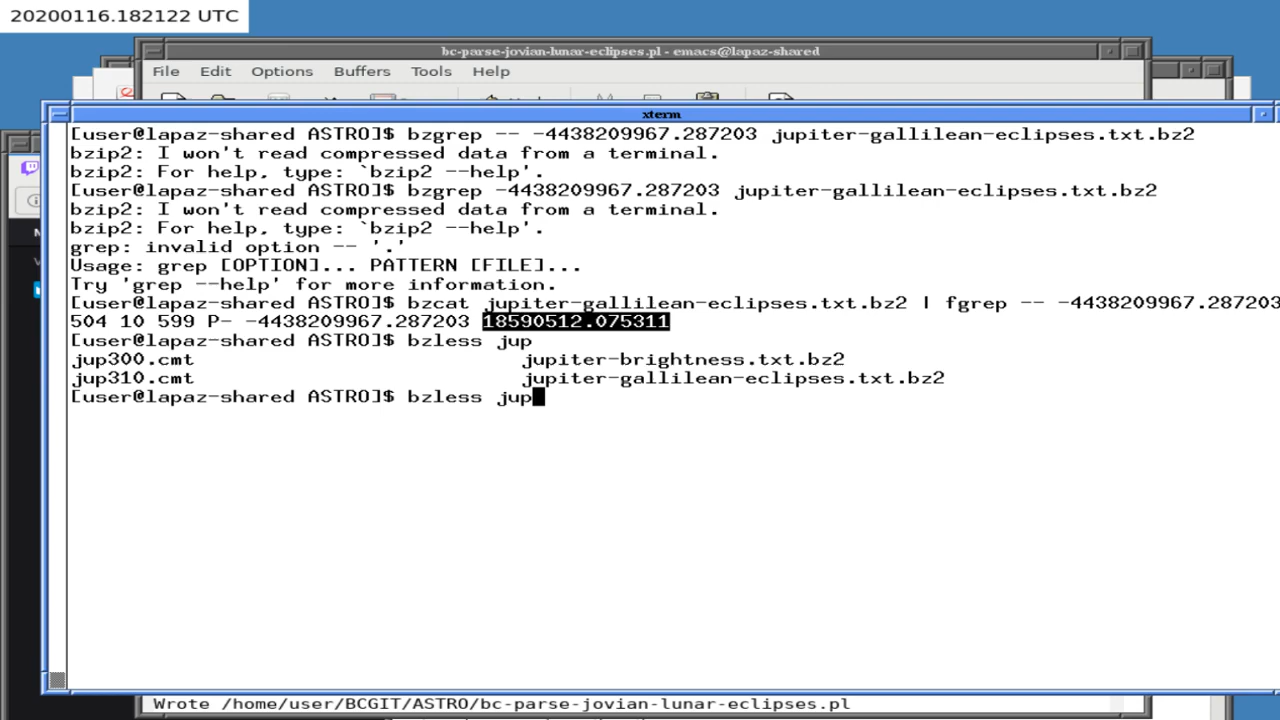 20200116.182122 UTC
bc-parse-jovian-lunar-eclipses.pl - emacs@lapaz-shared
File Edit Options Buffers Tools Help
xterm
[user@lapaz-shared ASTRO]$ bzgrep -- -4438209967.287203 jupiter-gallilean-eclipses.txt.bz2
bzip2: I won't read compressed data from a terminal.
bzip2: For help, type: `bzip2 --help'.
[user@lapaz-shared ASTRO]$ bzgrep -4438209967.287203 jupiter-gallilean-eclipses.txt.bz2
bzip2: I won't read compressed data from a terminal.
bzip2: For help, type: `bzip2 --help'.
grep: invalid option -- '.'
Usage: grep [OPTION]... PATTERN [FILE]...
Try 'grep --help' for more information.
[user@lapaz-shared ASTRO]$ bzcat jupiter-gallilean-eclipses.txt.bz2 | fgrep -- -4438209967.287203
504 10 599 P- -4438209967.287203 18590512.075311
[user@lapaz-shared ASTRO]$ bzless jup
jup300.cmt jupiter-brightness.txt.bz2
jup310.cmt jupiter-gallilean-eclipses.txt.bz2
[user@lapaz-shared ASTRO]$ bzless jup
Wrote /home/user/BCGIT/ASTRO/bc-parse-jovian-lunar-eclipses.pl